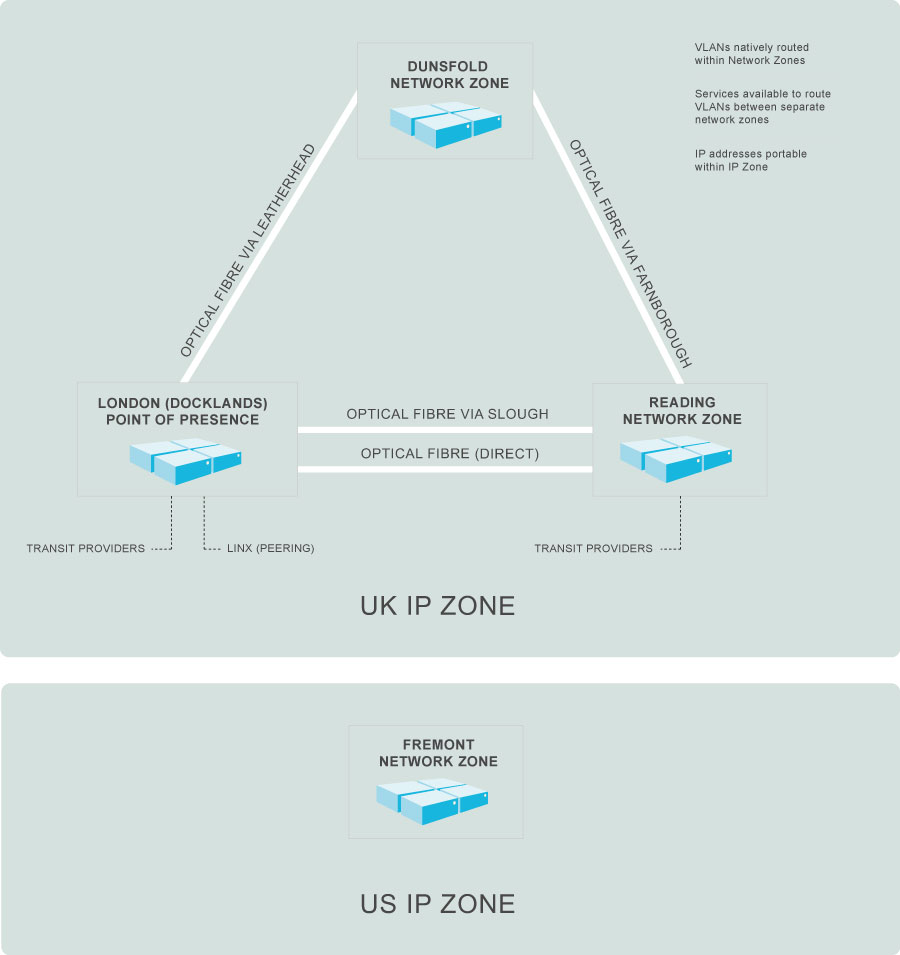 DUNSFOLD
NETWORK ZONE
VLANs natively routed
within Network Zones
Services available to route
VLANs between separate
network zones
IP addresses portable
within IP Zone
OPTICAL FIBRE VIA LEATHERHEAD
OPTICAL FIBRE VIA FARNBOROUGH
LONDON (DOCKLANDS)
POINT OF PRESENCE
OPTICAL FIBRE VIA SLOUGH
OPTICAL FIBRE (DIRECT)
READING
NETWORK ZONE
TRANSIT PROVIDERS
LINX (PEERING)
TRANSIT PROVIDERS
UK IP ZONE
FREMONT
NETWORK ZONE
US IP ZONE